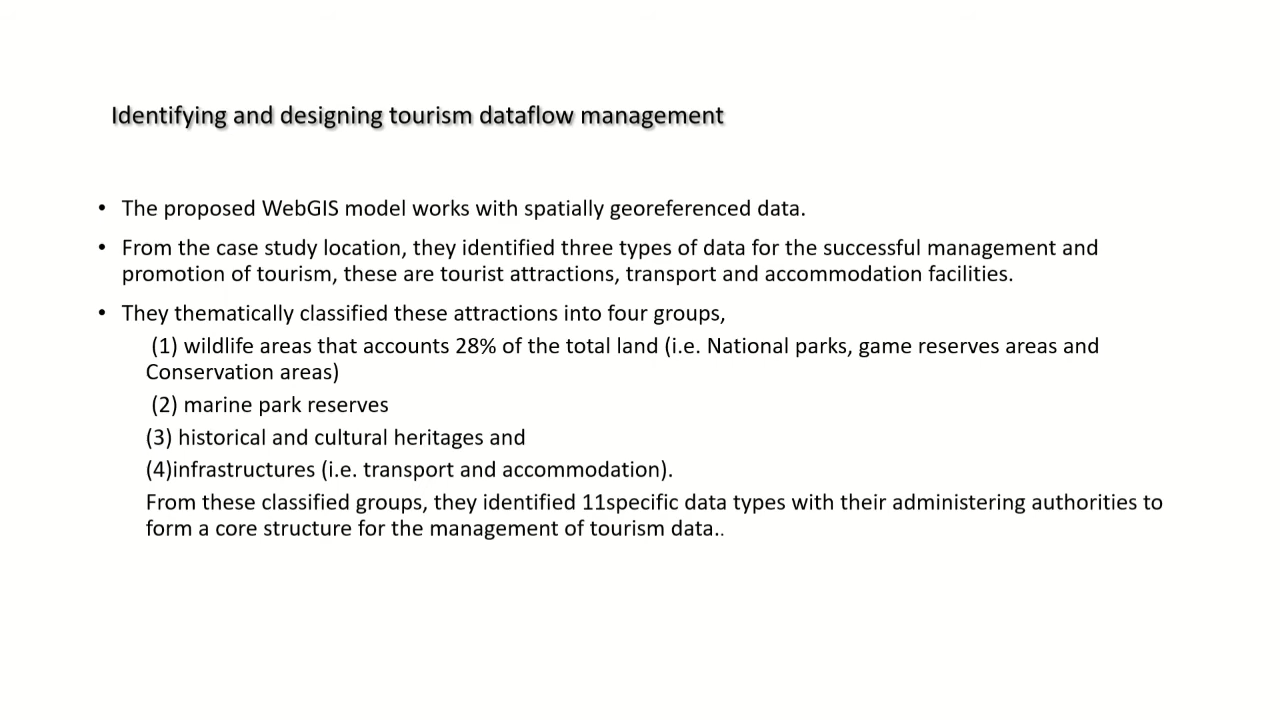 Identifying and designing tourism dataflow management
• The proposed WebGIS model works with spatially georeferenced data.
• From the case study location, they identified three types of data for the successful management and
promotion of tourism, these are tourist attractions, transport and accommodation facilities.
• They thematically classified these attractions into four groups,
(1) wildlife areas that accounts 28% of the total land (i.e. National parks, game reserves areas and
Conservation areas)
(2) marine park reserves
(3) historical and cultural heritages and
(4)infrastructures (i.e. transport and accommodation).
From these classified groups, they identified 11specific data types with their administering authorities to
form a core structure for the management of tourism data..